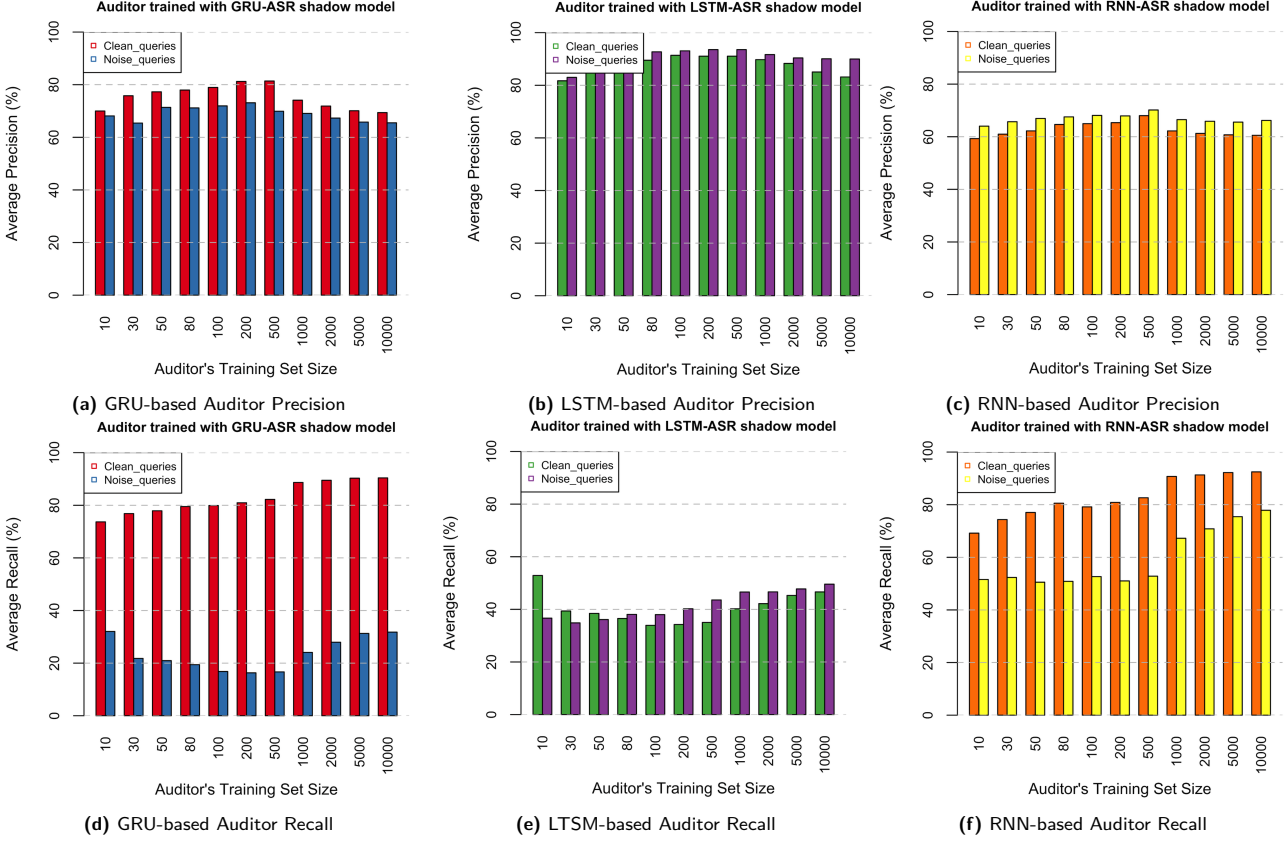 Auditor trained with GRU-ASR shadow model
Average Precision (%)
0 20 40 60 80 100
Clean_queries
Noise_queries
10 30 50 80 100 200 500 1000 2000 5000 10000
Auditor's Training Set Size
(a) GRU-based Auditor Precision
Auditor trained with LSTM-ASR shadow model
Average Precision (%)
0 20 40 60 80 100
Clean_queries
Noise_queries
10 30 50 80 100 200 500 1000 2000 5000 10000
Auditor's Training Set Size
(b) LSTM-based Auditor Precision
Auditor trained with RNN-ASR shadow model
Average Precision (%)
0 20 40 60 80 100
Clean_queries
Noise_queries
10 30 50 80 100 200 500 1000 2000 5000 10000
Auditor's Training Set Size
(c) RNN-based Auditor Precision
Auditor trained with GRU-ASR shadow model
Average Recall (%)
0 20 40 60 80 100
Clean_queries
Noise_queries
10 30 50 80 100 200 500 1000 2000 5000 10000
Auditor's Training Set Size
(d) GRU-based Auditor Recall
Auditor trained with LSTM-ASR shadow model
Average Recall (%)
0 20 40 60 80 100
Clean_queries
Noise_queries
10 30 50 80 100 200 500 1000 2000 5000 10000
Auditor's Training Set Size
(e) LTSM-based Auditor Recall
Auditor trained with RNN-ASR shadow model
Average Recall (%)
0 20 40 60 80 100
Clean_queries
Noise_queries
10 30 50 80 100 200 500 1000 2000 5000 10000
Auditor's Training Set Size
(f) RNN-based Auditor Recall